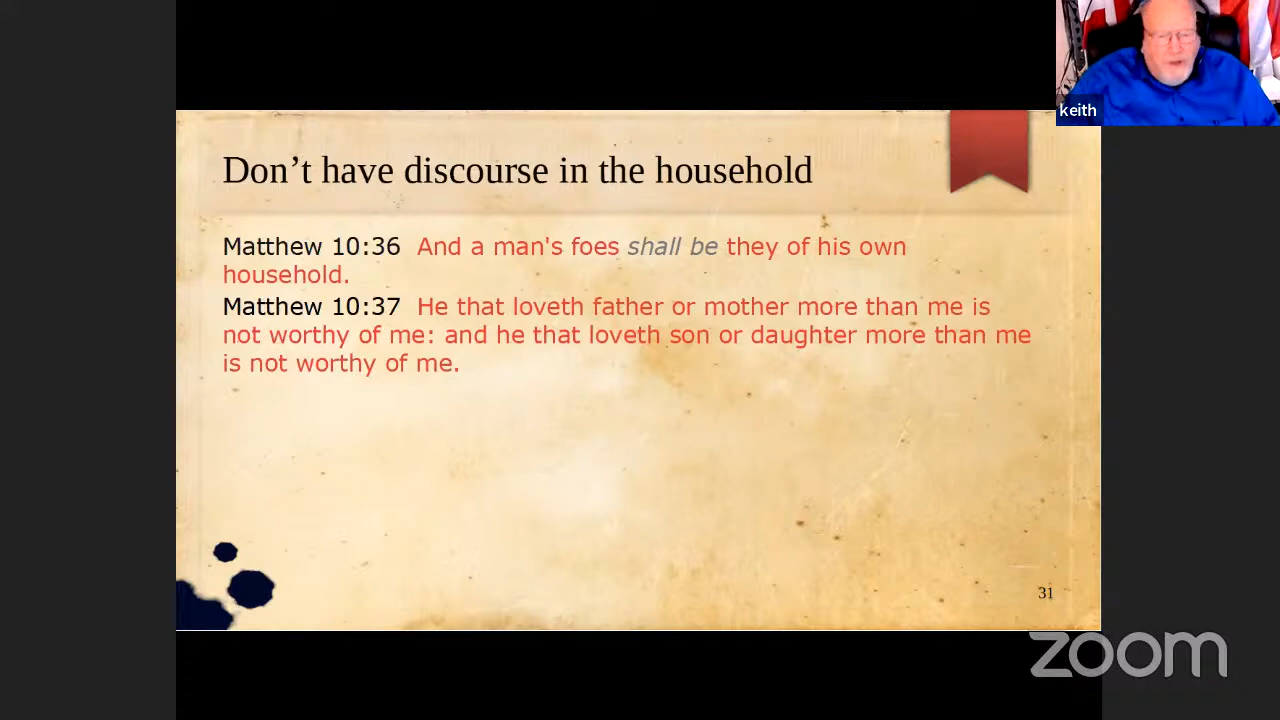 keith
Don’t have discourse in the household
Matthew 10:36 And a man's foes shall be they of his own
household.
Matthew 10:37 He that loveth father or mother more than me is
not worthy of me: and he that loveth son or daughter more than me
is not worthy of me.
31
zoom